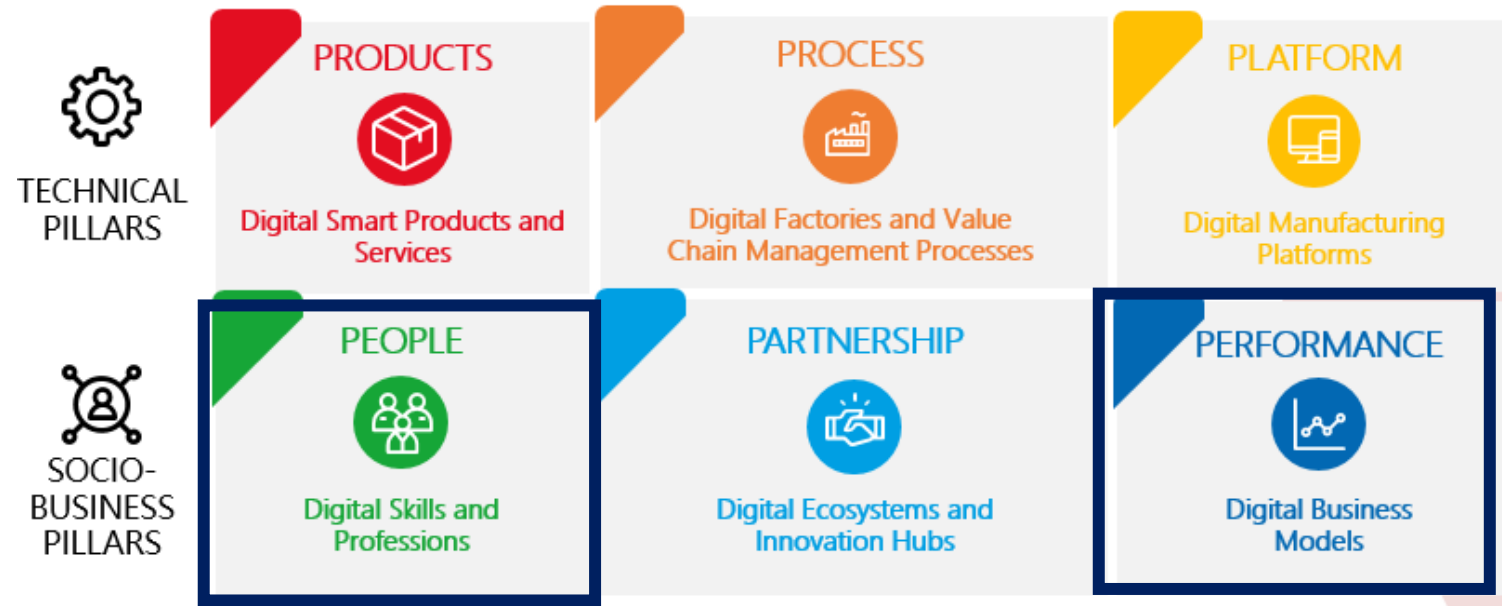 TECHNICAL
PILLARS
PRODUCTS
Digital Smart Products and
Services
PROCESS
Digital Factories and Value
Chain Management Processes
PLATFORM
Digital Manufacturing
Platforms
SOCIO-
BUSINESS
PILLARS
PEOPLE
Digital Skills and
Professions
PARTNERSHIP
Digital Ecosystems and
Innovation Hubs
PERFORMANCE
Digital Business
Models